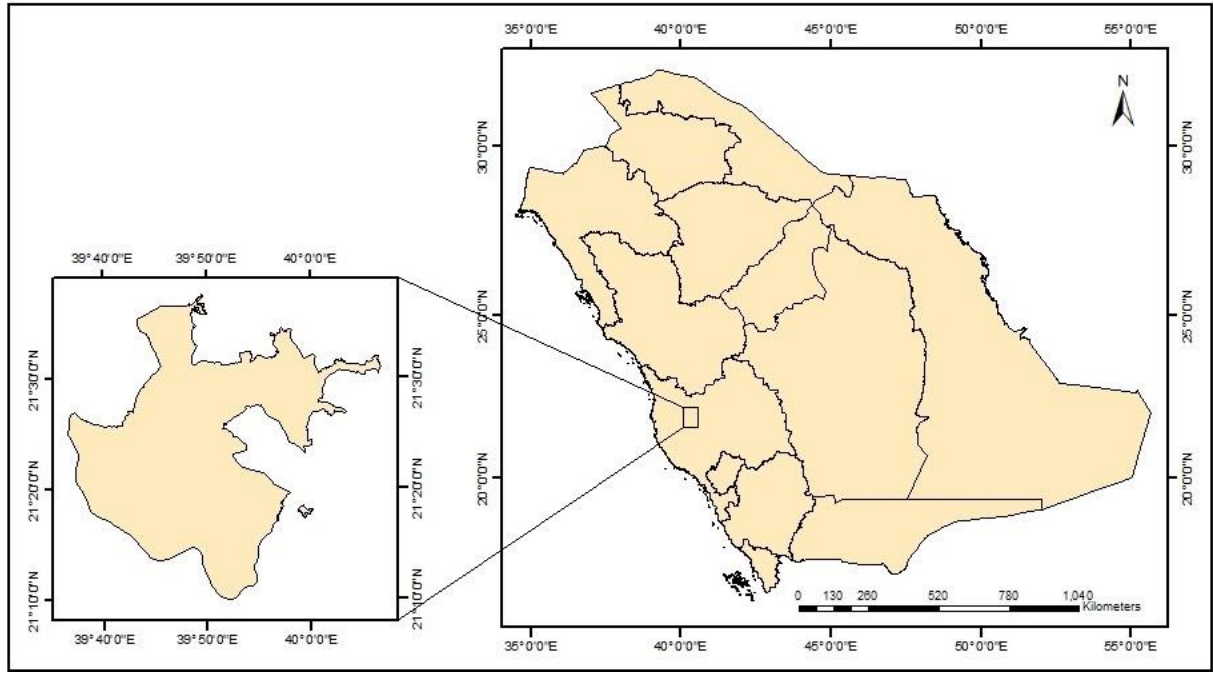 35°0'0"E 40°0'0"E 45°0'0"E 50°0'0"E 55°0'0"E
N
30°0'0"N 30°0'0"N
25°0'0"N 25°0'0"N
20°0'0"N 20°0'0"N
0 130 260 520 780 1,040
Kilometers
35°0'0"E 40°0'0"E 45°0'0"E 50°0'0"E 55°0'0"E
39°40'0"E 39°50'0"E 40°0'0"E
21°30'0"N 21°30'0"N
21°20'0"N 21°20'0"N
21°10'0"N 21°10'0"N
39°40'0"E 39°50'0"E 40°0'0"E